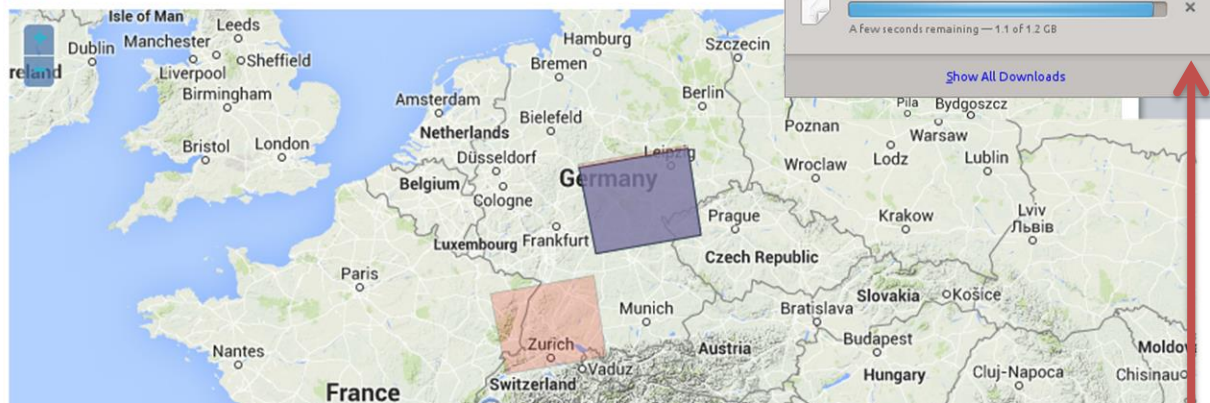 Isle of Man
Leeds
Dublin
Manchester
Sheffield
reland
Liverpool
Birmingham
Bristol
London
Hamburg
Szczecin
Bremen
Amsterdam
Berlin
Netherlands
Bielefeld
Düsseldorf
Leipzig
Belgium
Germany
Cologne
Luxembourg
Frankfurt
Prague
Czech Republic
Paris
Poznan
Pila
Bydgoszcz
Warsaw
Wroclaw
Lodz
Lublin
Krakow
Lviv
Львів
Nantes
Zurich
Munich
Vaduz
Switzerland
France
Austria
Bratislava
Slovakia
Košice
Budapest
Hungary
Cluj-Napoca
Moldov
Chisinau
A few seconds remaining — 1.1 of 1.2 GB
Show All Downloads